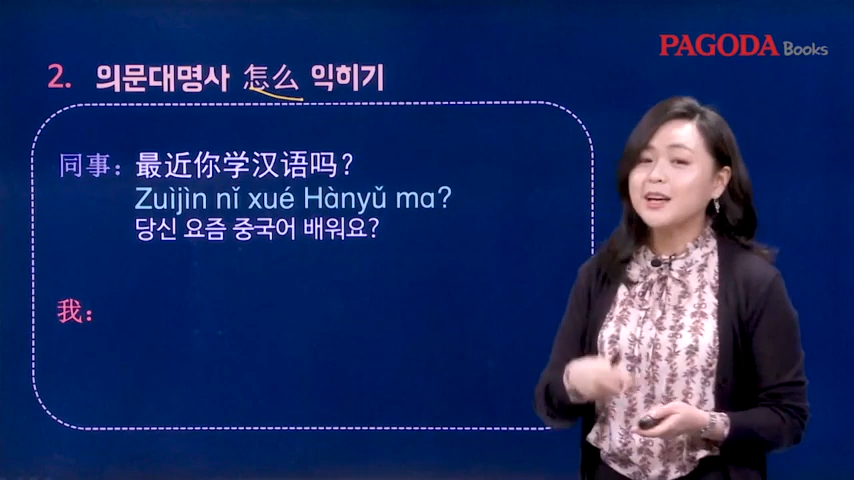 PAGODA Books
2. 의문대명사 怎么 익히기
同事: 最近你学汉语吗?
Zuìjìn nǐ xué Hànyǔ ma?
당신 요즘 중국어 배워요?
我: